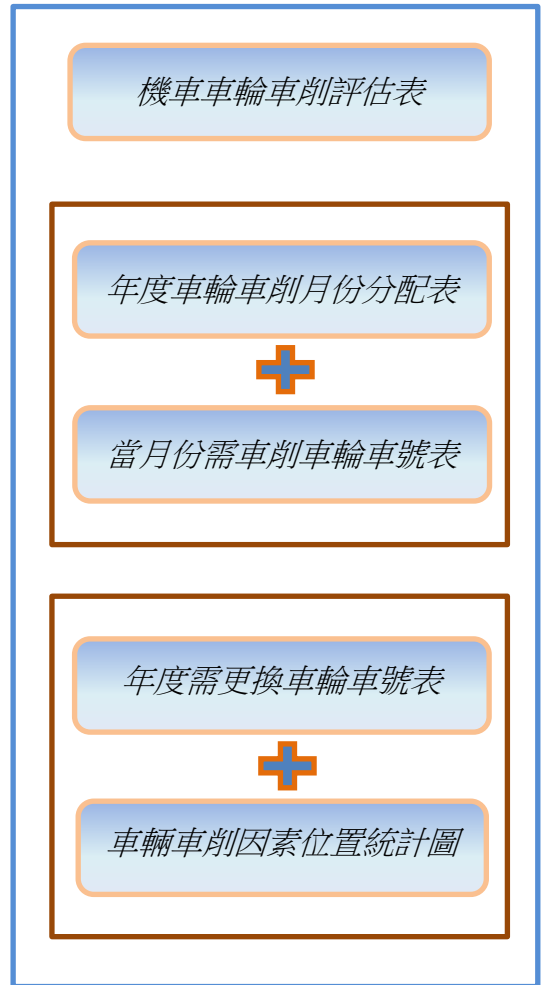 機車車輪車削評估表
年度車輪車削月份分配表
當月份需車削車輪車號表
年度需更換車輪車號表
車輛車削因素位置統計圖